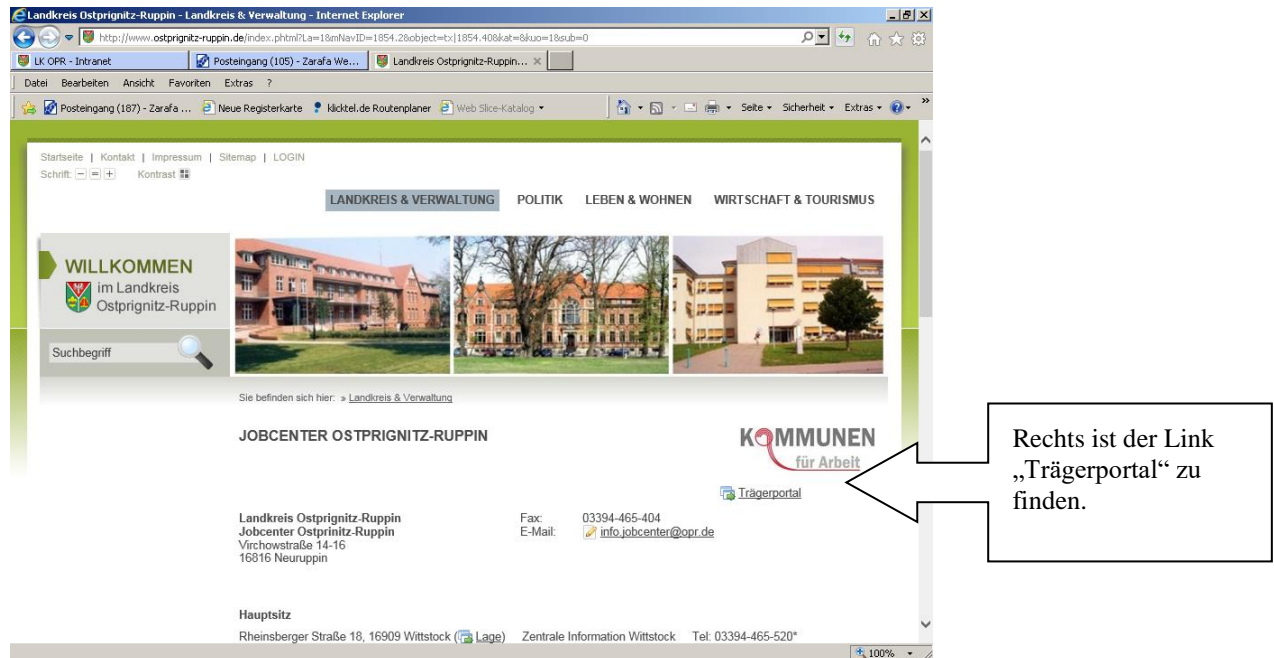 Landkreis Ostprignitz-Ruppin - Landkreis & Verwaltung - Internet Explorer
http://www.ostprignitz-ruppin.de/index.phtml?La=1&mNavID=1854.2&object=tx|1854.40&kat=&kuo=1&sub=0
LK OPR - Intranet Posteingang (105) - Zarafa We... Landkreis Ostprignitz-Ruppin...
Datei Bearbeiten Ansicht Favoriten Extras ?
Posteingang (187) - Zarafa ... Neue Registerkarte klicktel.de Routenplaner Web Slice-Katalog Seite Sicherheit Extras
Startseite | Kontakt | Impressum | Sitemap | LOGIN
Schrift: - = + Kontrast
LANDKREIS & VERWALTUNG POLITIK LEBEN & WOHNEN WIRTSCHAFT & TOURISMUS
WILLKOMMEN
im Landkreis
Ostprignitz-Ruppin
Suchbegriff
Sie befinden sich hier: » Landkreis & Verwaltung
JOBCENTER OSTPRIGNITZ-RUPPIN
KOMMUNEN
für Arbeit
Trägerportal
Rechts ist der Link
„Trägerportal“ zu
finden.
Landkreis Ostprignitz-Ruppin Fax: 03394-465-404
Jobcenter Ostprinitz-Ruppin E-Mail: info.jobcenter@opr.de
Virchowstraße 14-16
16816 Neuruppin
Hauptsitz
Rheinsberger Straße 18, 16909 Wittstock (Lage) Zentrale Information Wittstock Tel: 03394-465-520*
100%